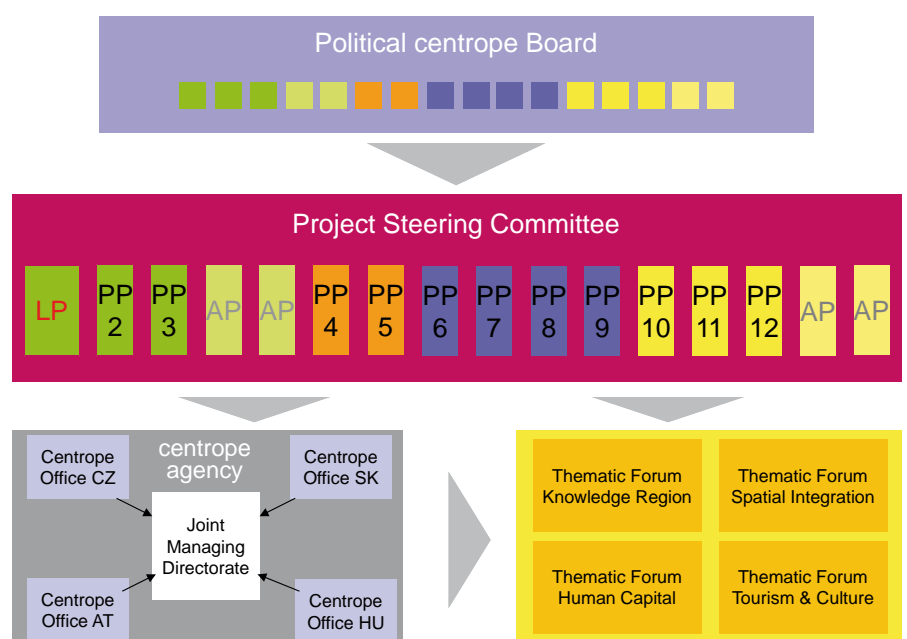 Political centrope Board
Project Steering Committee
LP
PP
2
PP
3
AP
AP
PP
4
PP
5
PP
6
PP
7
PP
8
PP
9
PP
10
PP
11
PP
12
AP
AP
centrope
agency
Centrope
Office CZ
Centrope
Office SK
Joint
Managing
Directorate
Centrope
Office AT
Centrope
Office HU
Thematic Forum
Knowledge Region
Thematic Forum
Spatial Integration
Thematic Forum
Human Capital
Thematic Forum
Tourism & Culture